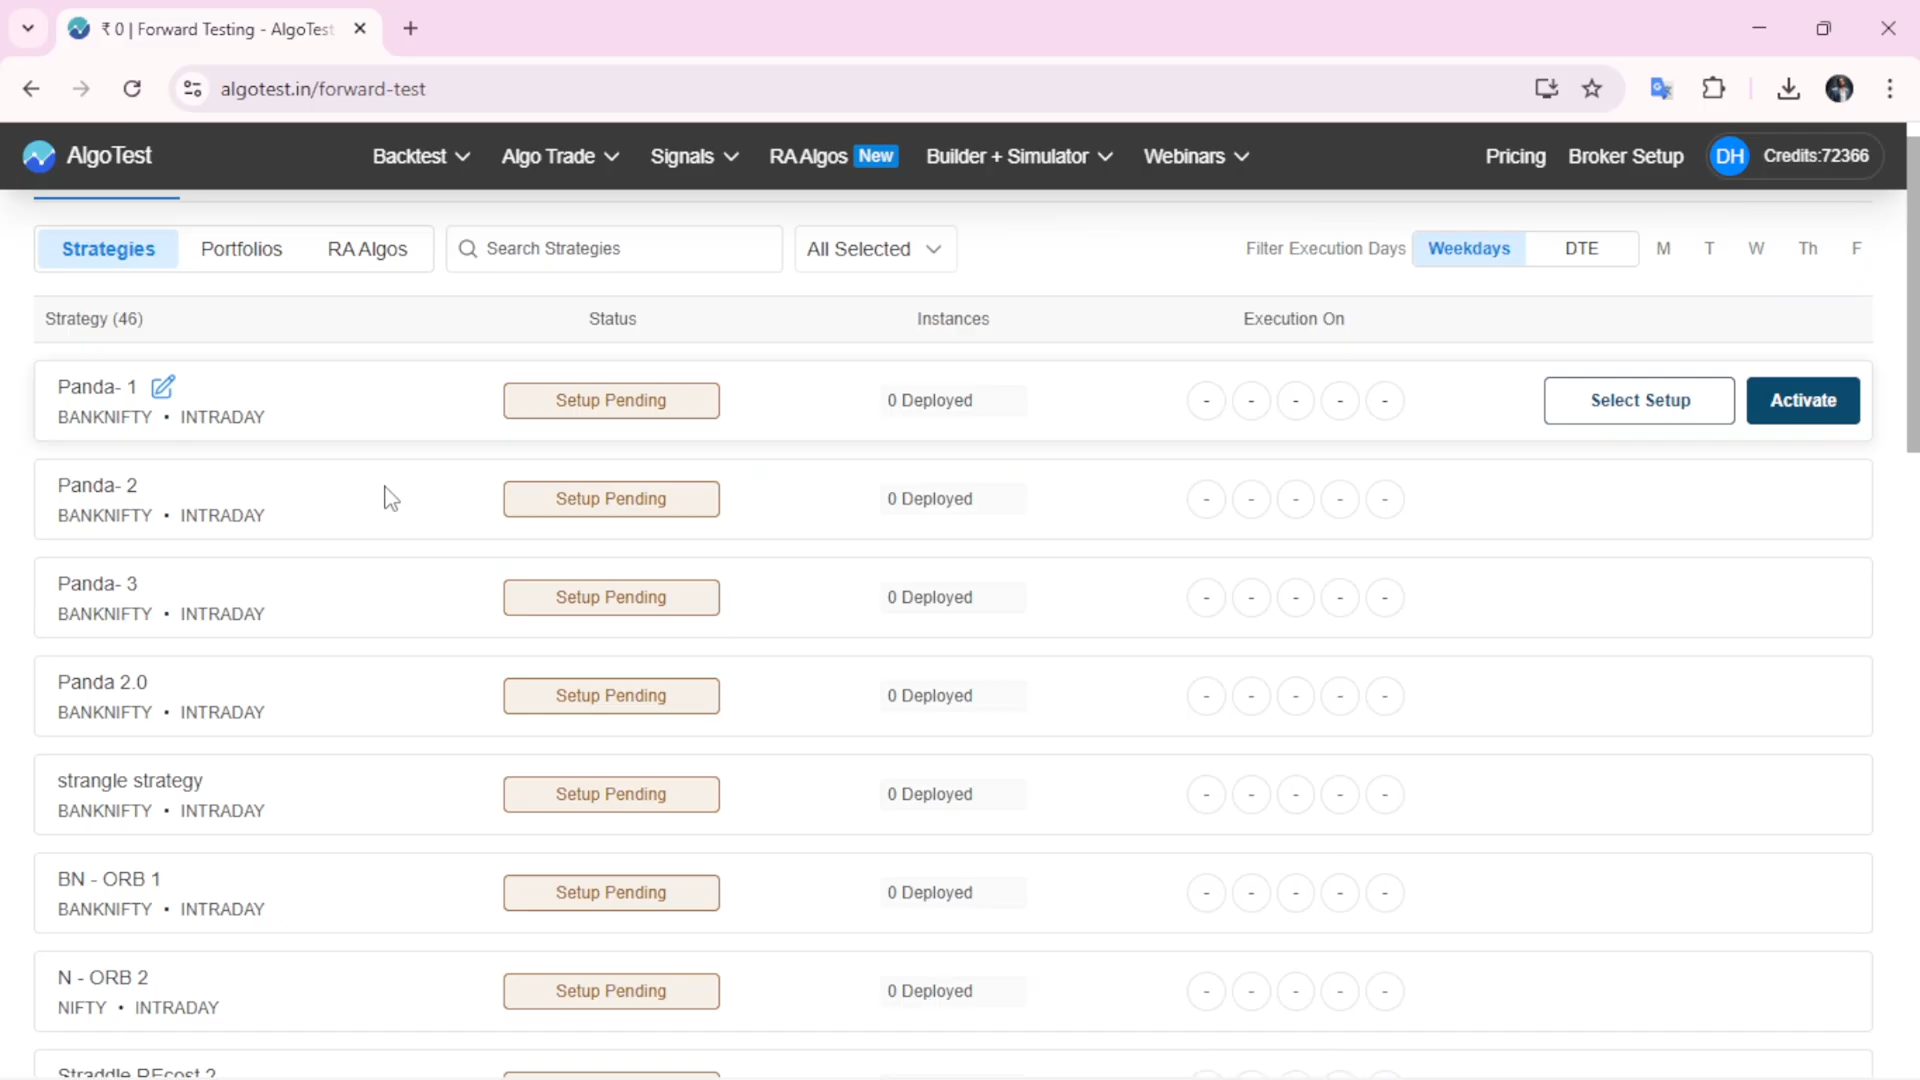 ₹ 0 | Forward Testing - AlgoTest
algotest.in/forward-test
AlgoTest
Backtest
Algo Trade
Signals
RA Algos New
Builder + Simulator
Webinars
Pricing
Broker Setup
DH
Credits:72366
Strategies
Portfolios
RA Algos
Search Strategies
All Selected
Filter Execution Days
Weekdays
DTE
M T W Th F
Strategy (46) Status Instances Execution On
Panda- 1
BANKNIFTY • INTRADAY
Setup Pending
0 Deployed
- - - - -
Select Setup
Activate
Panda- 2
BANKNIFTY • INTRADAY
Setup Pending
0 Deployed
- - - - -
Panda- 3
BANKNIFTY • INTRADAY
Setup Pending
0 Deployed
- - - - -
Panda 2.0
BANKNIFTY • INTRADAY
Setup Pending
0 Deployed
- - - - -
strangle strategy
BANKNIFTY • INTRADAY
Setup Pending
0 Deployed
- - - - -
BN - ORB 1
BANKNIFTY • INTRADAY
Setup Pending
0 Deployed
- - - - -
N - ORB 2
NIFTY • INTRADAY
Setup Pending
0 Deployed
- - - - -
Straddle REcost 2